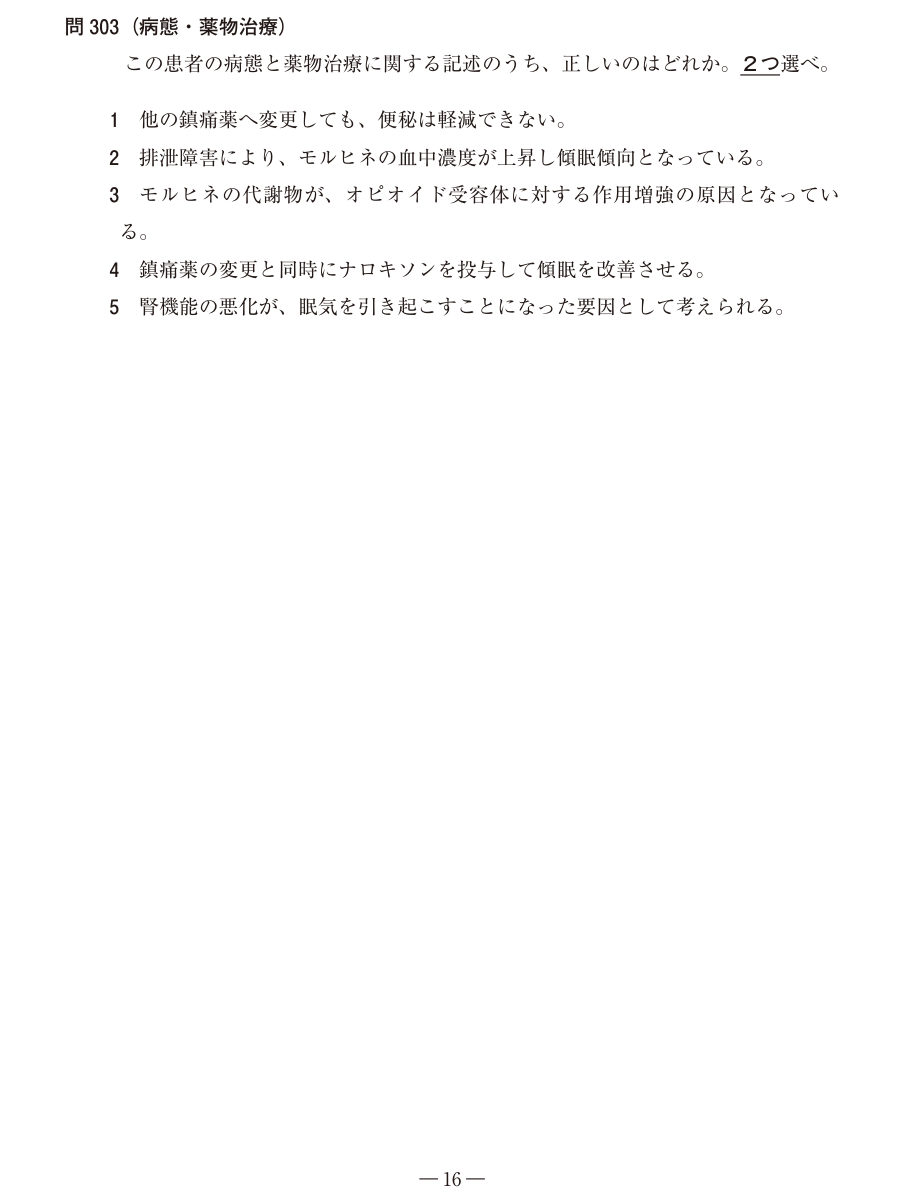 問 303（病態・薬物治療）
この患者の病態と薬物治療に関する記述のうち、正しいのはどれか。２つ選べ。
1　他の鎮痛薬へ変更しても、便秘は軽減できない。
2　排泄障害により、モルヒネの血中濃度が上昇し傾眠傾向となっている。
3　モルヒネの代謝物が、オピオイド受容体に対する作用増強の原因となってい
る。
4　鎮痛薬の変更と同時にナロキソンを投与して傾眠を改善させる。
5　腎機能の悪化が、眠気を引き起こすことになった要因として考えられる。
― 16 ―